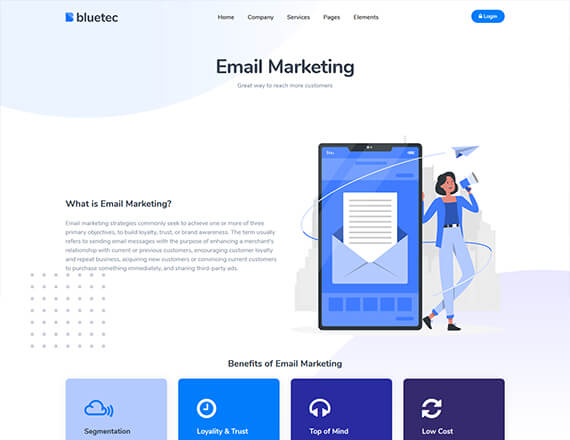 bluetec
Home Company Services Pages Elements Login
Email Marketing
Great way to reach more customers
What is Email Marketing?
Email marketing strategies commonly seek to achieve one or more of three
primary objectives, to build loyalty, trust, or brand awareness. The term usually
refers to sending email messages with the purpose of enhancing a merchant's
relationship with current or previous customers, encouraging customer loyalty
and repeat business, acquiring new customers or convincing current customers
to purchase something immediately, and sharing third-party ads.
Benefits of Email Marketing
Segmentation
Loyality & Trust
Top of Mind
Low Cost